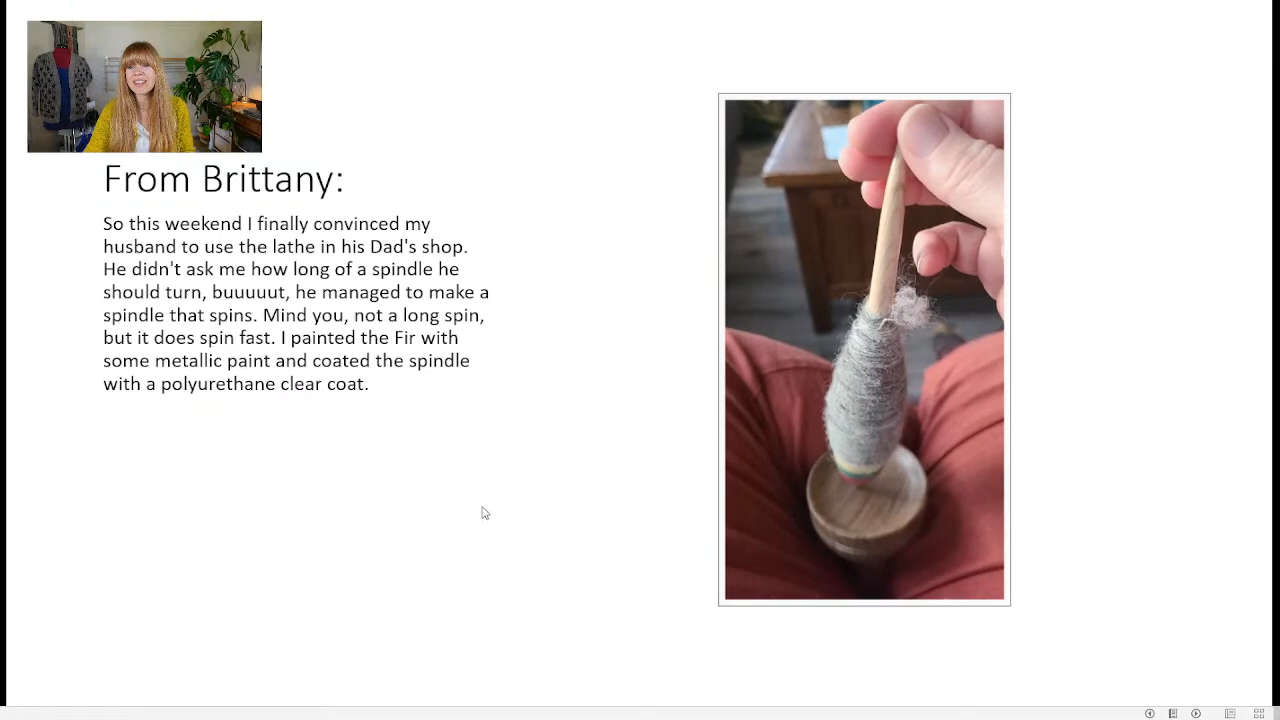 From Brittany:
So this weekend I finally convinced my
husband to use the lathe in his Dad's shop.
He didn't ask me how long of a spindle he
should turn, buuuuut, he managed to make a
spindle that spins. Mind you, not a long spin,
but it does spin fast. I painted the Fir with
some metallic paint and coated the spindle
with a polyurethane clear coat.